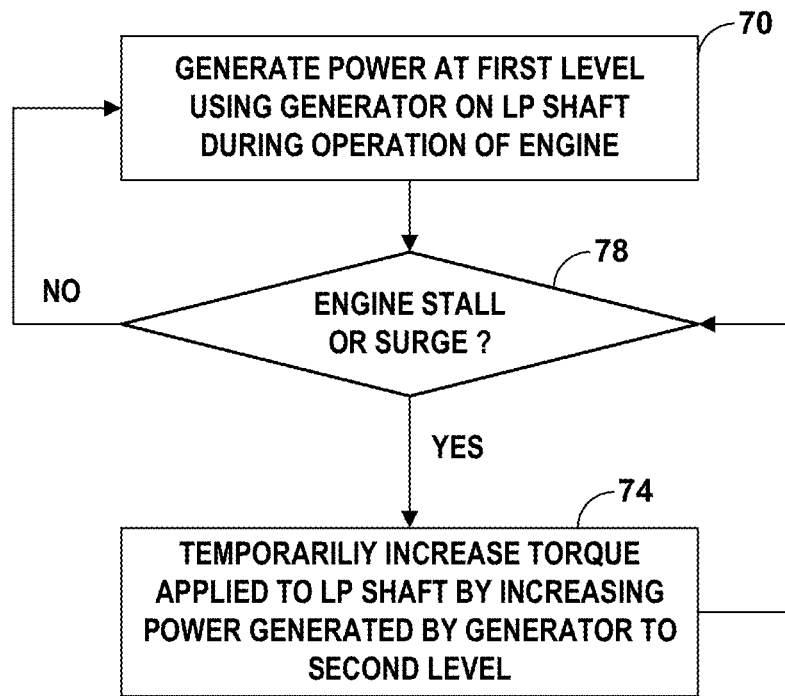 70
GENERATE POWER AT FIRST LEVEL
USING GENERATOR ON LP SHAFT
DURING OPERATION OF ENGINE
78
NO
ENGINE STALL
OR SURGE ?
YES
74
TEMPORARILIY INCREASE TORQUE
APPLIED TO LP SHAFT BY INCREASING
POWER GENERATED BY GENERATOR TO
SECOND LEVEL